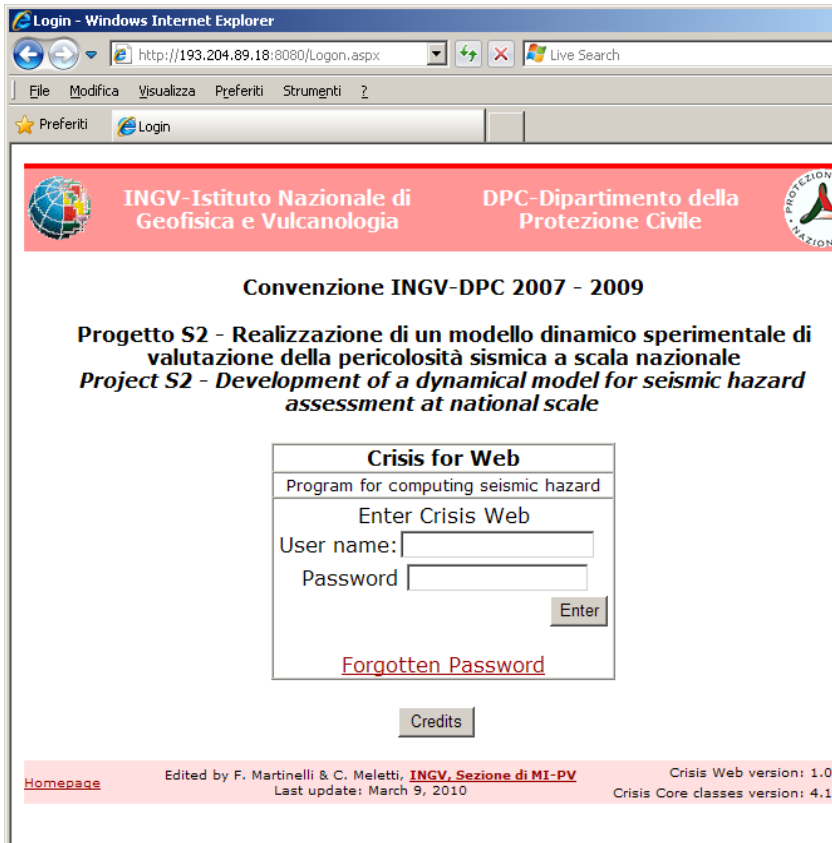 Login - Windows Internet Explorer
http://193.204.89.18:8080/Logon.aspx
Live Search
File Modifica Visualizza Preferiti Strumenti ?
Preferiti
Login
INGV-Istituto Nazionale di
Geofisica e Vulcanologia
DPC-Dipartimento della
Protezione Civile
Convenzione INGV-DPC 2007 - 2009
Progetto S2 - Realizzazione di un modello dinamico sperimentale di
valutazione della pericolosità sismica a scala nazionale
Project S2 - Development of a dynamical model for seismic hazard
assessment at national scale
Crisis for Web
Program for computing seismic hazard
Enter Crisis Web
User name:
Password
Enter
Forgotten Password
Credits
Homepage
Edited by F. Martinelli & C. Meletti, INGV, Sezione di MI-PV
Last update: March 9, 2010
Crisis Web version: 1.0
Crisis Core classes version: 4.1